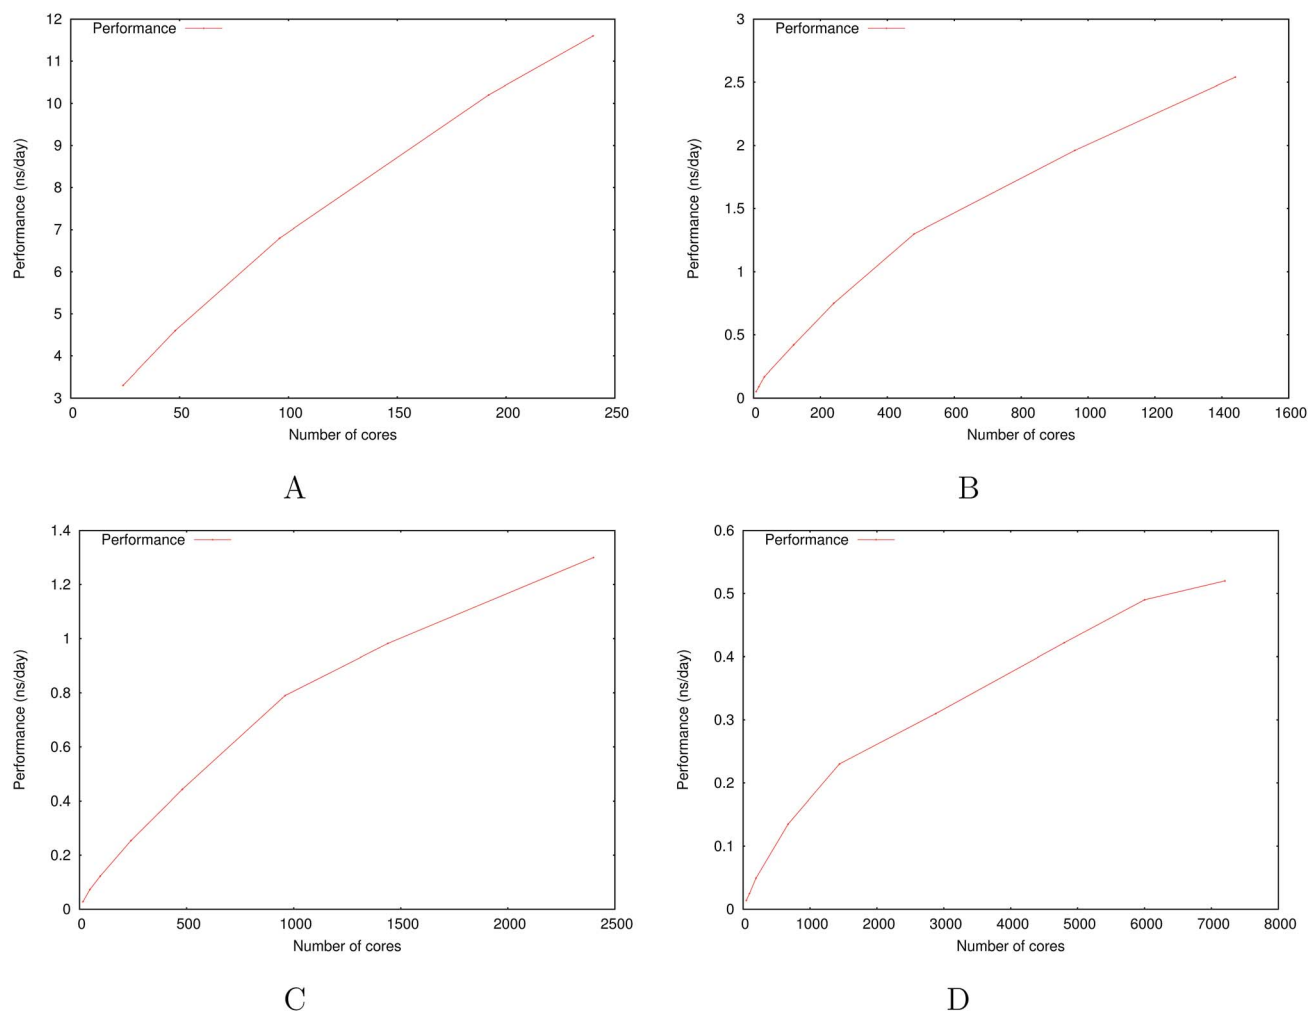 Performance
12
11
10
9
8
7
6
5
4
3
Performance (ns/day)
0 50 100 150 200 250
Number of cores
A
Performance
3
2.5
2
1.5
1
0.5
0
Performance (ns/day)
0 200 400 600 800 1000 1200 1400 1600
Number of cores
B
Performance
1.4
1.2
1
0.8
0.6
0.4
0.2
0
Performance (ns/day)
0 500 1000 1500 2000 2500
Number of cores
C
Performance
0.6
0.5
0.4
0.3
0.2
0.1
0
Performance (ns/day)
0 1000 2000 3000 4000 5000 6000 7000 8000
Number of cores
D